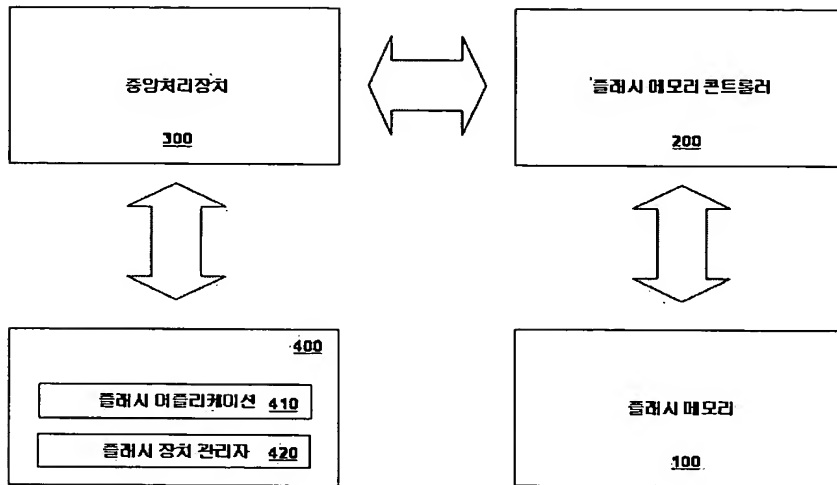 중앙처리장치
300
플래시 메모리 콘트롤러
200
400
플래시 어플리케이션 410
플래시 장치 관리자 420
플래시 메모리
100